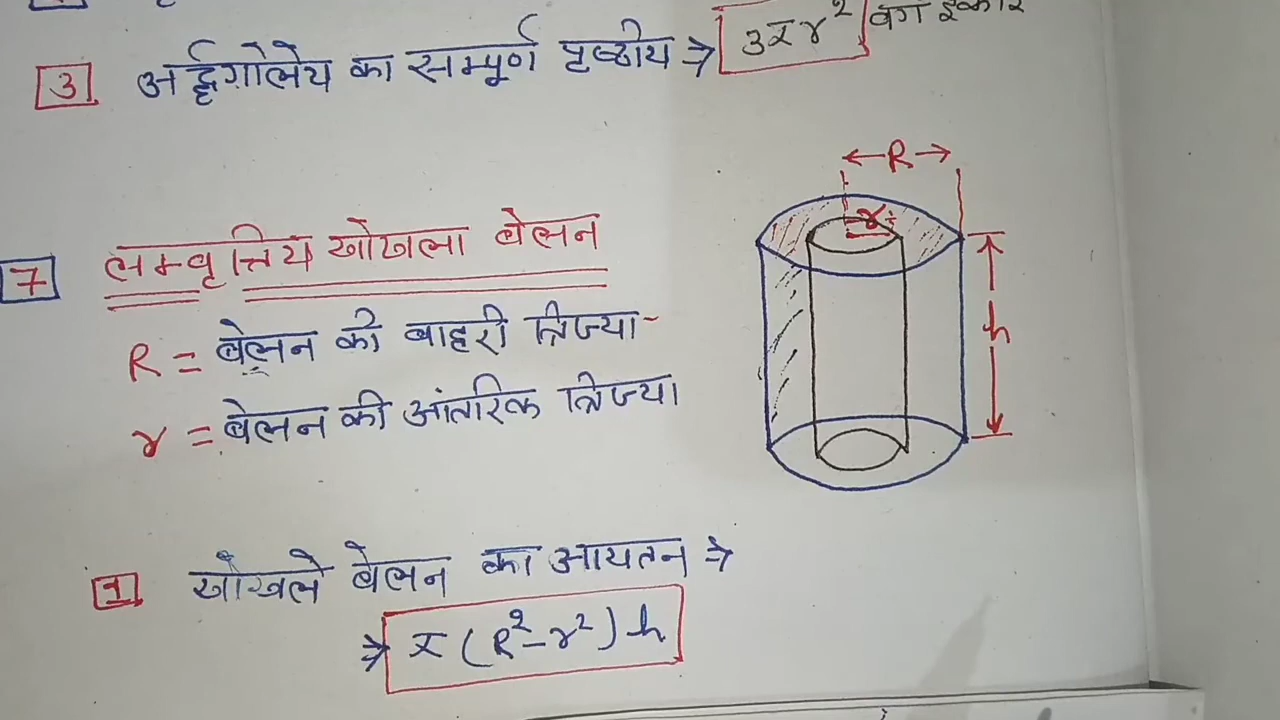 3 अर्द्धगोलेय का सम्पूर्ण पृष्ठीय ⇒ 3πr² वर्ग इकाई
← R →
r
7 लम्वृत्तिय खोखला बेलन
R = बेलन की बाहरी त्रिज्या-
r = बेलन की आंतरिक त्रिज्या
h
1 खोखले बेलन का आयतन ⇒
⇒ π(R²-r²)h